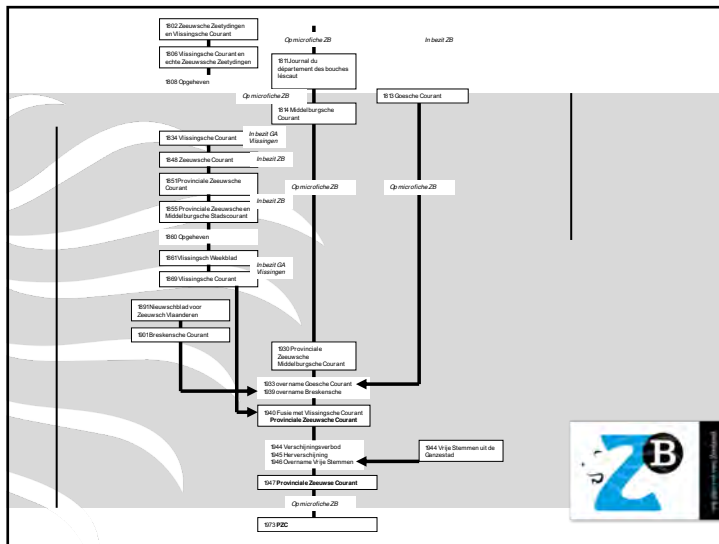 1802 Zeeuwsche Zeetydingen
en Vlissingsche Courant
Op microfiche ZB
In bezit ZB
1806 Vlissingsche Courant en
echte Zeeuwssche Zeetydingen
1811 Journal du
département des bouches
léscaut
1808 Opgeheven
Op microfiche ZB
1813 Goesche Courant
1814 Middelburgsche
Courant
1834 Vlissingsche Courant
In bezit GA
Vlissingen
1848 Zeeuwsche Courant
In bezit ZB
1851 Provinciale Zeeuwsche
Courant
Op microfiche ZB
Op microfiche ZB
1855 Provinciale Zeeuwsche en
Middelburgsche Stadscourant
In bezit ZB
1860 Opgeheven
1861 Vlissingsch Weekblad
1869 Vlissingsche Courant
In bezit GA
Vlissingen
1891 Nieuwschblad voor
Zeeuwsch Vlaanderen
1901 Breskensche Courant
1930 Provinciale
Zeeuwsche
Middelburgsche Courant
1933 overname Goesche Courant
1939 overname Breskensche
1940 Fusie met Vlissingsche Courant
Provinciale Zeeuwsche Courant
1944 Verschijningsverbod
1945 Herverschijning
1946 Overname Vrije Stemmen
1944 Vrije Stemmen uit de
Ganzestad
1947 Provinciale Zeeuwse Courant
Op microfiche ZB
1973 PZC
ZB